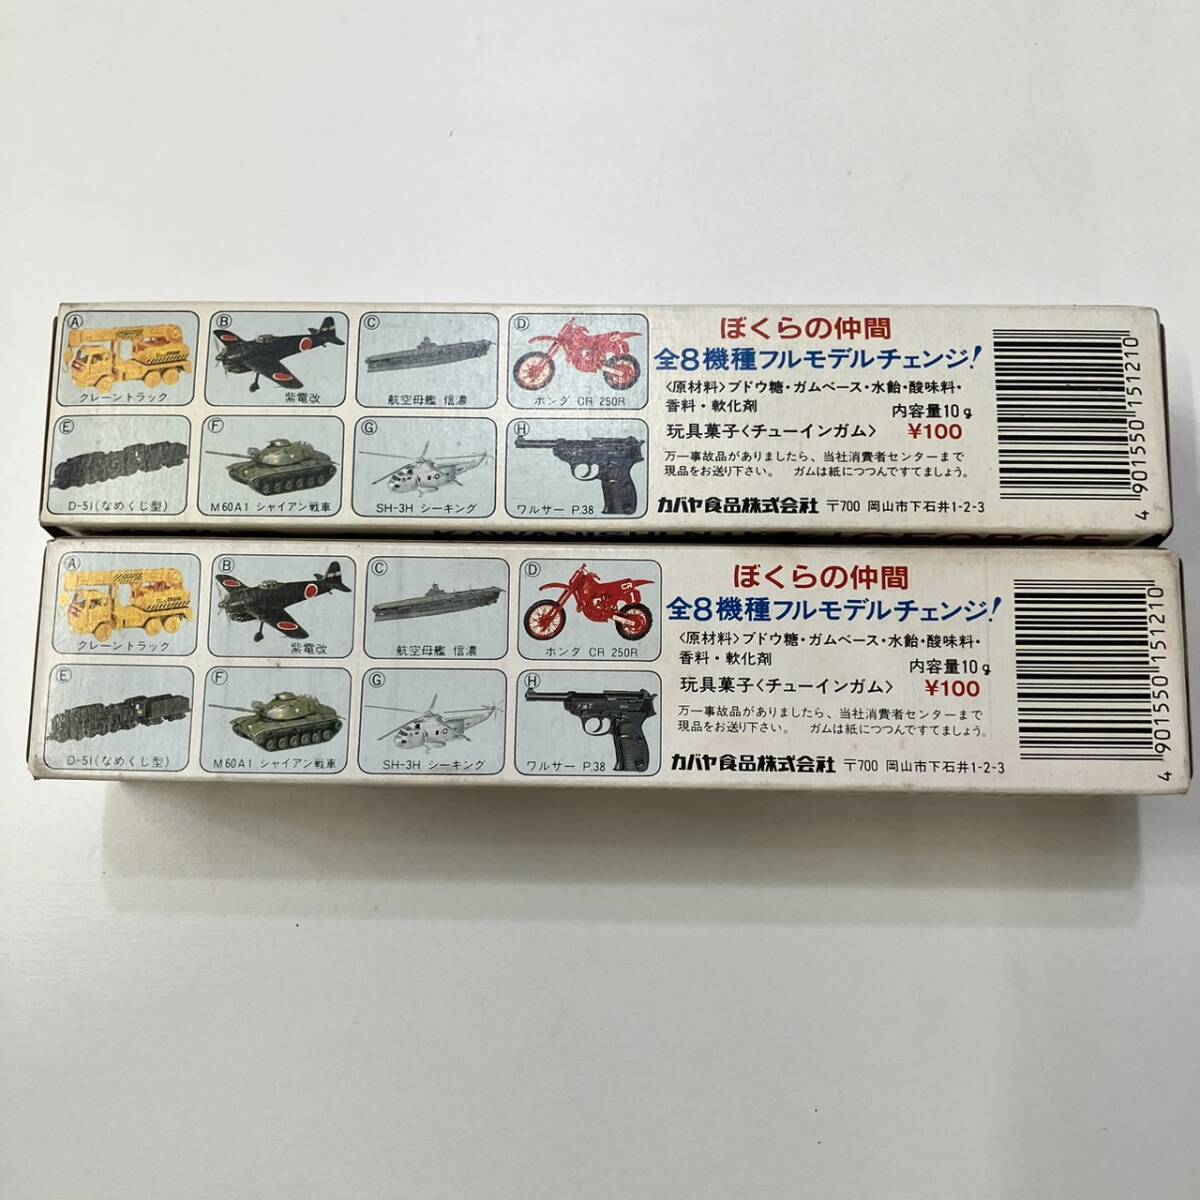 Ⓐ クレーントラック
Ⓑ 紫電改
Ⓒ 航空母艦 信濃
Ⓓ ホンダ CR 250R
Ⓔ D-51(なめくじ型)
Ⓕ M60A1 シャイアン戦車
Ⓖ SH-3H シーキング
Ⓗ ワルサー P.38
ぼくらの仲間
全8機種フルモデルチェンジ!
〈原材料〉ブドウ糖・ガムベース・水飴・酸味料・
香料・軟化剤 内容量10g
玩具菓子〈チューインガム〉 ¥100
万一事故品がありましたら、当社消費者センターまで
現品をお送り下さい。 ガムは紙につつんですてましょう。
カバヤ食品株式会社 〒700 岡山市下石井1-2-3
4901550151210
GEORGE
Ⓐ クレーントラック
Ⓑ 紫電改
Ⓒ 航空母艦 信濃
Ⓓ ホンダ CR 250R
Ⓔ D-51(なめくじ型)
Ⓕ M60A1 シャイアン戦車
Ⓖ SH-3H シーキング
Ⓗ ワルサー P.38
ぼくらの仲間
全8機種フルモデルチェンジ!
〈原材料〉ブドウ糖・ガムベース・水飴・酸味料・
香料・軟化剤 内容量10g
玩具菓子〈チューインガム〉 ¥100
万一事故品がありましたら、当社消費者センターまで
現品をお送り下さい。 ガムは紙につつんですてましょう。
カバヤ食品株式会社 〒700 岡山市下石井1-2-3
4901550151210